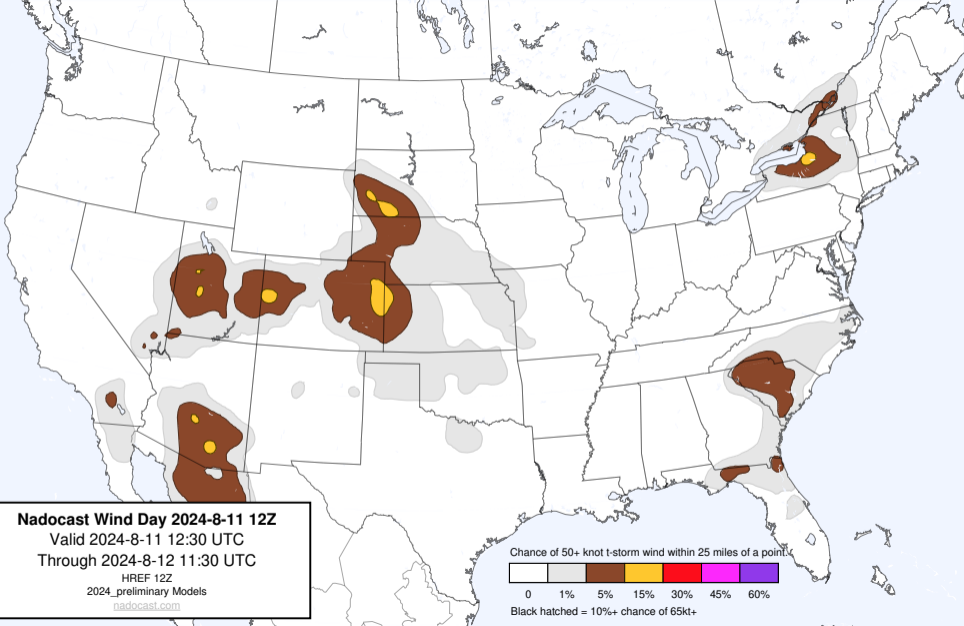 Nadocast Wind Day 2024-8-11 12Z
Valid 2024-8-11 12:30 UTC
Through 2024-8-12 11:30 UTC
HREF 12Z
2024_preliminary Models
nadocast.com
Chance of 50+ knot t-storm wind within 25 miles of a point.
0 1% 5% 15% 30% 45% 60%
Black hatched = 10%+ chance of 65kt+